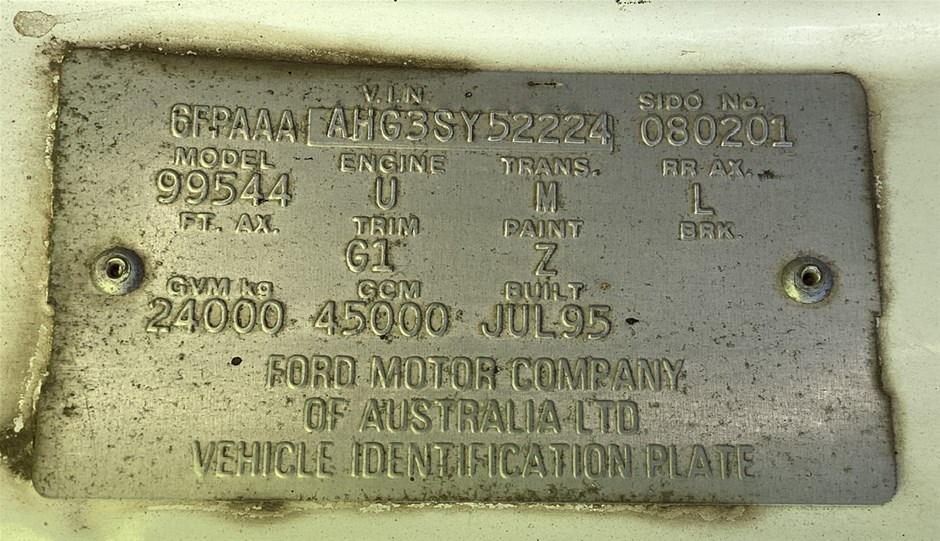 V.I.N. SIDO No.
6FPAAA AHG3SY52224 080201
MODEL ENGINE TRANS. RR AX.
99544 U M L
FT. AX. TRIM PAINT BRK.
G1 Z
GVM kg GCM BUILT
24000 45000 JUL95
FORD MOTOR COMPANY
OF AUSTRALIA LTD.
VEHICLE IDENTIFICATION PLATE